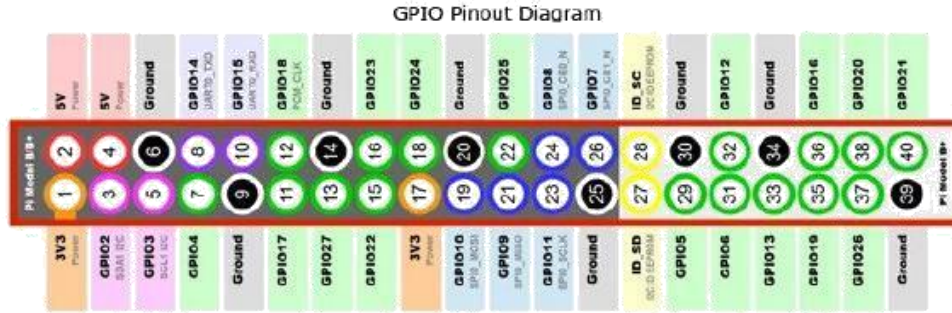 GPIO Pinout Diagram
5V
Power
5V
Power
Ground
GPIO14
UART0_TXD
GPIO15
UART0_RXD
GPIO18
PCM_CLK
Ground
GPIO23
GPIO24
Ground
GPIO25
GPIO8
SPI0_CE0_N
GPIO7
SPI0_CE1_N
ID_SC
I2C ID EEPROM
Ground
GPIO12
Ground
GPIO16
GPIO20
GPIO21
Pi Model B/B+
2 4 6 8 10 12 14 16 18 20 22 24 26 28 30 32 34 36 38 40
1 3 5 7 9 11 13 15 17 19 21 23 25 27 29 31 33 35 37 39
Pi Model B+
3V3
Power
GPIO2
SDA1 I2C
GPIO3
SCL1 I2C
GPIO4
Ground
GPIO17
GPIO27
GPIO22
3V3
Power
GPIO10
SPI0_MOSI
GPIO9
SPI0_MISO
GPIO11
SPI0_SCLK
Ground
ID_SD
I2C ID EEPROM
GPIO5
GPIO6
GPIO13
GPIO19
GPIO26
Ground